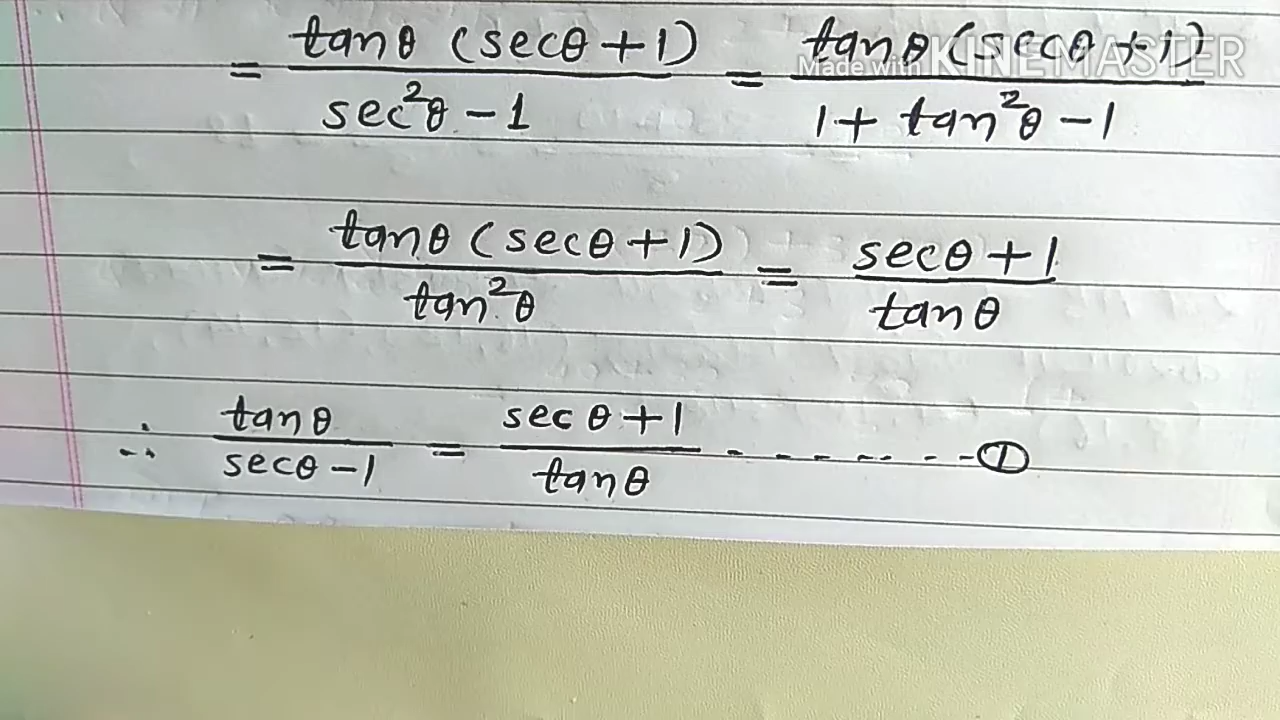 = tanθ (secθ + 1) / sec²θ - 1 = tanθ (secθ + 1) / 1 + tan²θ - 1
Made with KINEMASTER
= tanθ (secθ + 1) / tan²θ = secθ + 1 / tanθ
∴ tanθ / secθ - 1 = secθ + 1 / tanθ - - - - - - - ①